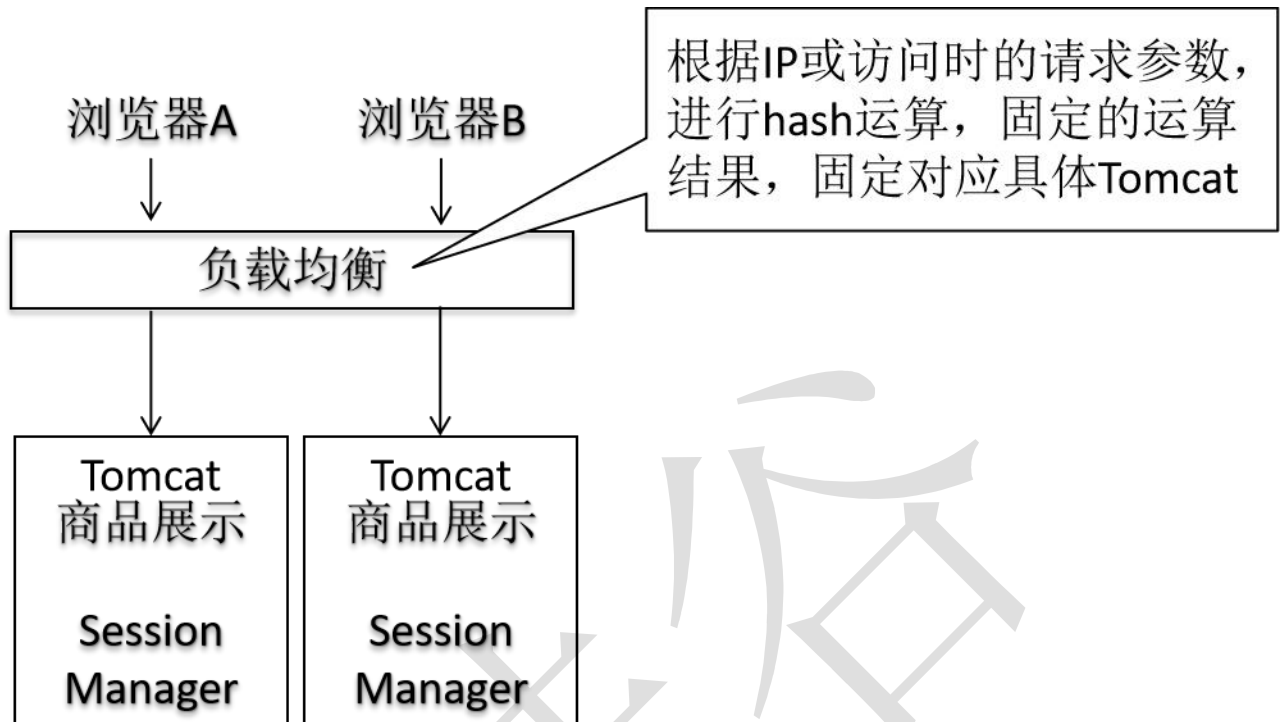 根据IP或访问时的请求参数，
进行hash运算，固定的运算
结果，固定对应具体Tomcat
浏览器A
浏览器B
负载均衡
Tomcat
商品展示
Session
Manager
Tomcat
商品展示
Session
Manager
谷